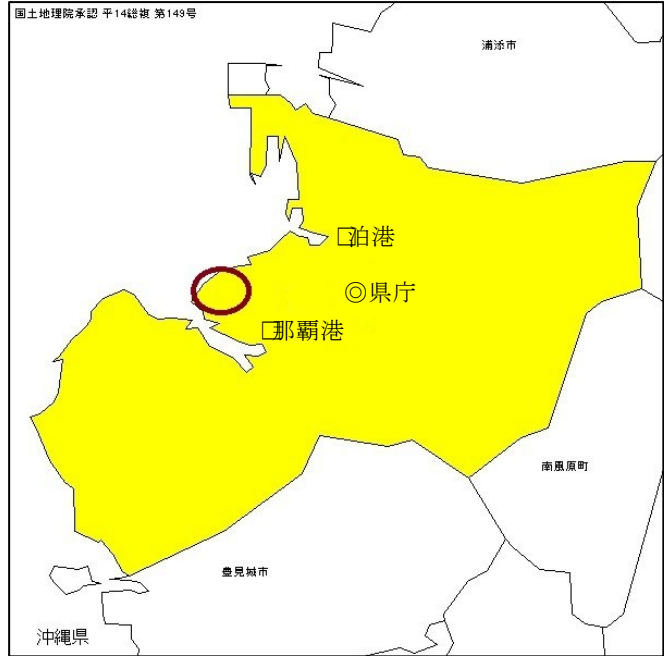 国土地理院承認 平14総複 第149号
浦添市
□泊港
◎県庁
□那覇港
南風原町
豊見城市
沖縄県